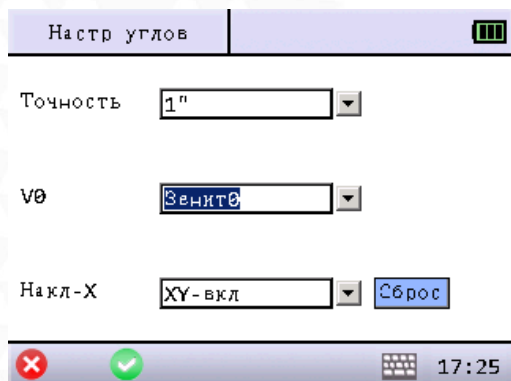 Настр углов
Точность 1"
V0 Зенит0
Накл-X XY-вкл Сброс
17:25